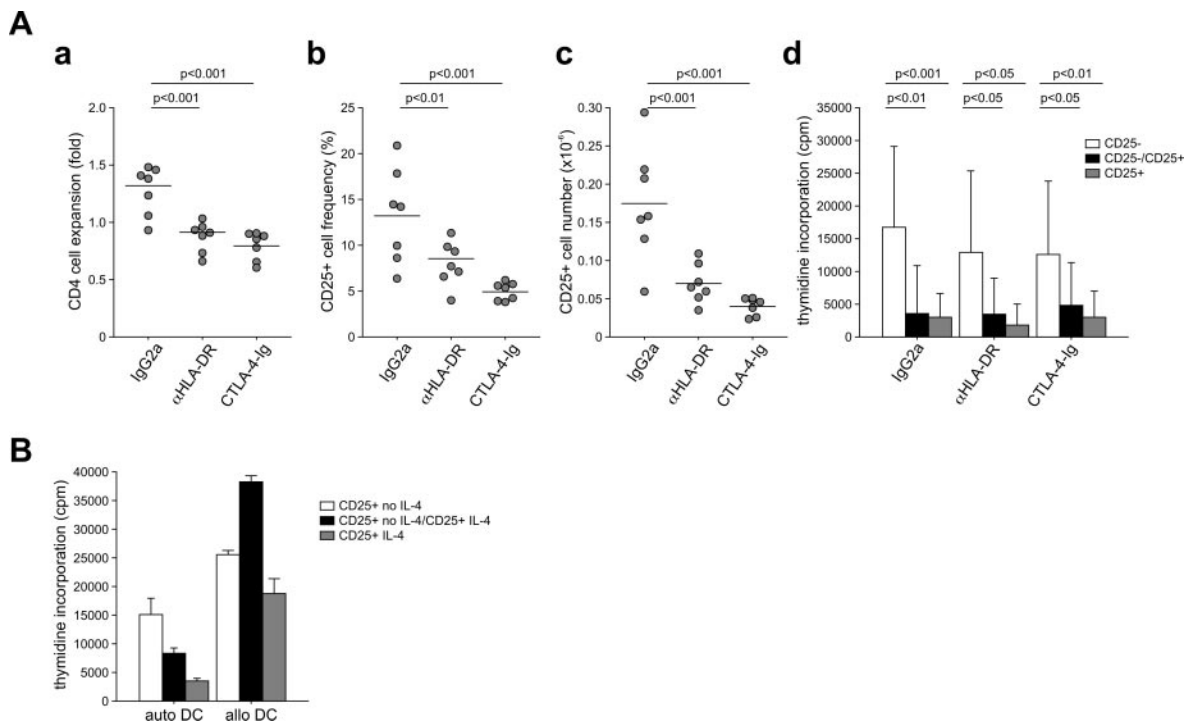 A
a
p<0.001
p<0.001
CD4 cell expansion (fold)
2.0
1.5
1.0
0.5
0.0
IgG2a
αHLA-DR
CTLA-4-Ig
b
p<0.001
p<0.01
CD25+ cell frequency (%)
25
20
15
10
5
0
IgG2a
αHLA-DR
CTLA-4-Ig
c
p<0.001
p<0.001
CD25+ cell number (x10⁻⁶)
0.30
0.25
0.20
0.15
0.10
0.05
0
IgG2a
αHLA-DR
CTLA-4-Ig
d
p<0.001 p<0.05 p<0.01
p<0.01 p<0.05 p<0.05
thymidine incorporation (cpm)
35000
30000
25000
20000
15000
10000
5000
0
IgG2a
αHLA-DR
CTLA-4-Ig
CD25-
CD25-/CD25+
CD25+
B
thymidine incorporation (cpm)
40000
35000
30000
25000
20000
15000
10000
5000
0
auto DC allo DC
CD25+ no IL-4
CD25+ no IL-4/CD25+ IL-4
CD25+ IL-4